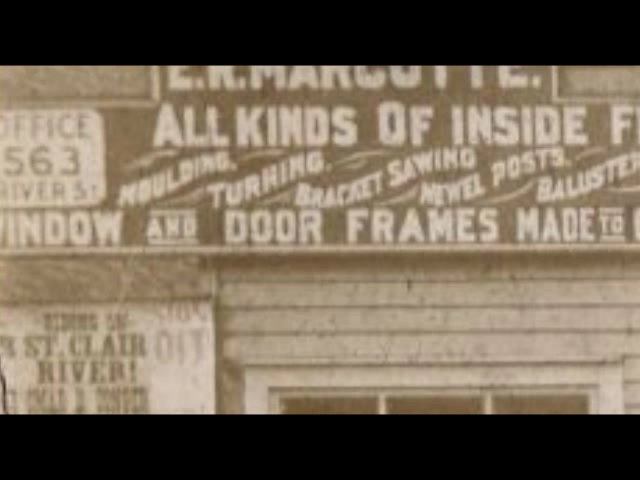 E.R. MARCOTTE.
OFFICE
563
RIVER St
ALL KINDS OF INSIDE
MOULDING. TURNING. BRACKET SAWING NEWEL POSTS.
WINDOW AND DOOR FRAMES MADE TO
ST. CLAIR
RIVER!